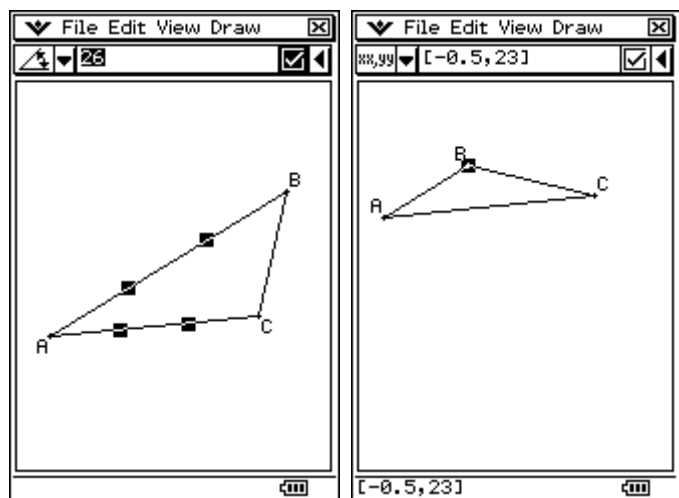 File Edit View Draw
26
B
A
C
File Edit View Draw
xx,yy [-0.5,23]
B
C
A
[-0.5,23]